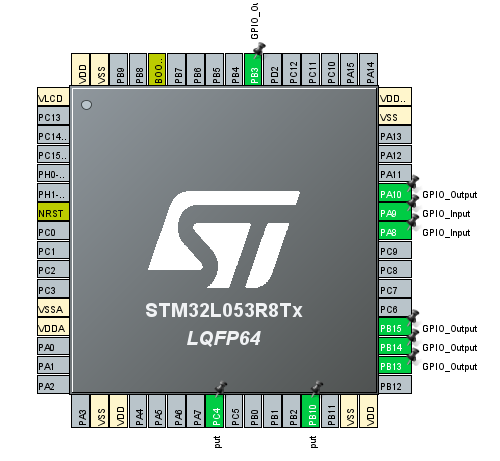 GPIO_Ou
VDD
VSS
PB9
PB8
BOO..
PB7
PB6
PB5
PB4
PB3
PD2
PC12
PC11
PC10
PA15
PA14
VLCD
PC13
PC14..
PC15..
PH0-..
PH1-..
NRST
PC0
PC1
PC2
PC3
VSSA
VDDA
PA0
PA1
PA2
ST
STM32L053R8Tx
LQFP64
VDD..
VSS
PA13
PA12
PA11
PA10 GPIO_Output
PA9 GPIO_Input
PA8 GPIO_Input
PC9
PC8
PC7
PC6
PB15 GPIO_Output
PB14 GPIO_Output
PB13 GPIO_Output
PB12
PA3
VSS
VDD
PA4
PA5
PA6
PA7
PC4
PC5
PB0
PB1
PB2
PB10
PB11
VSS
VDD
put
put